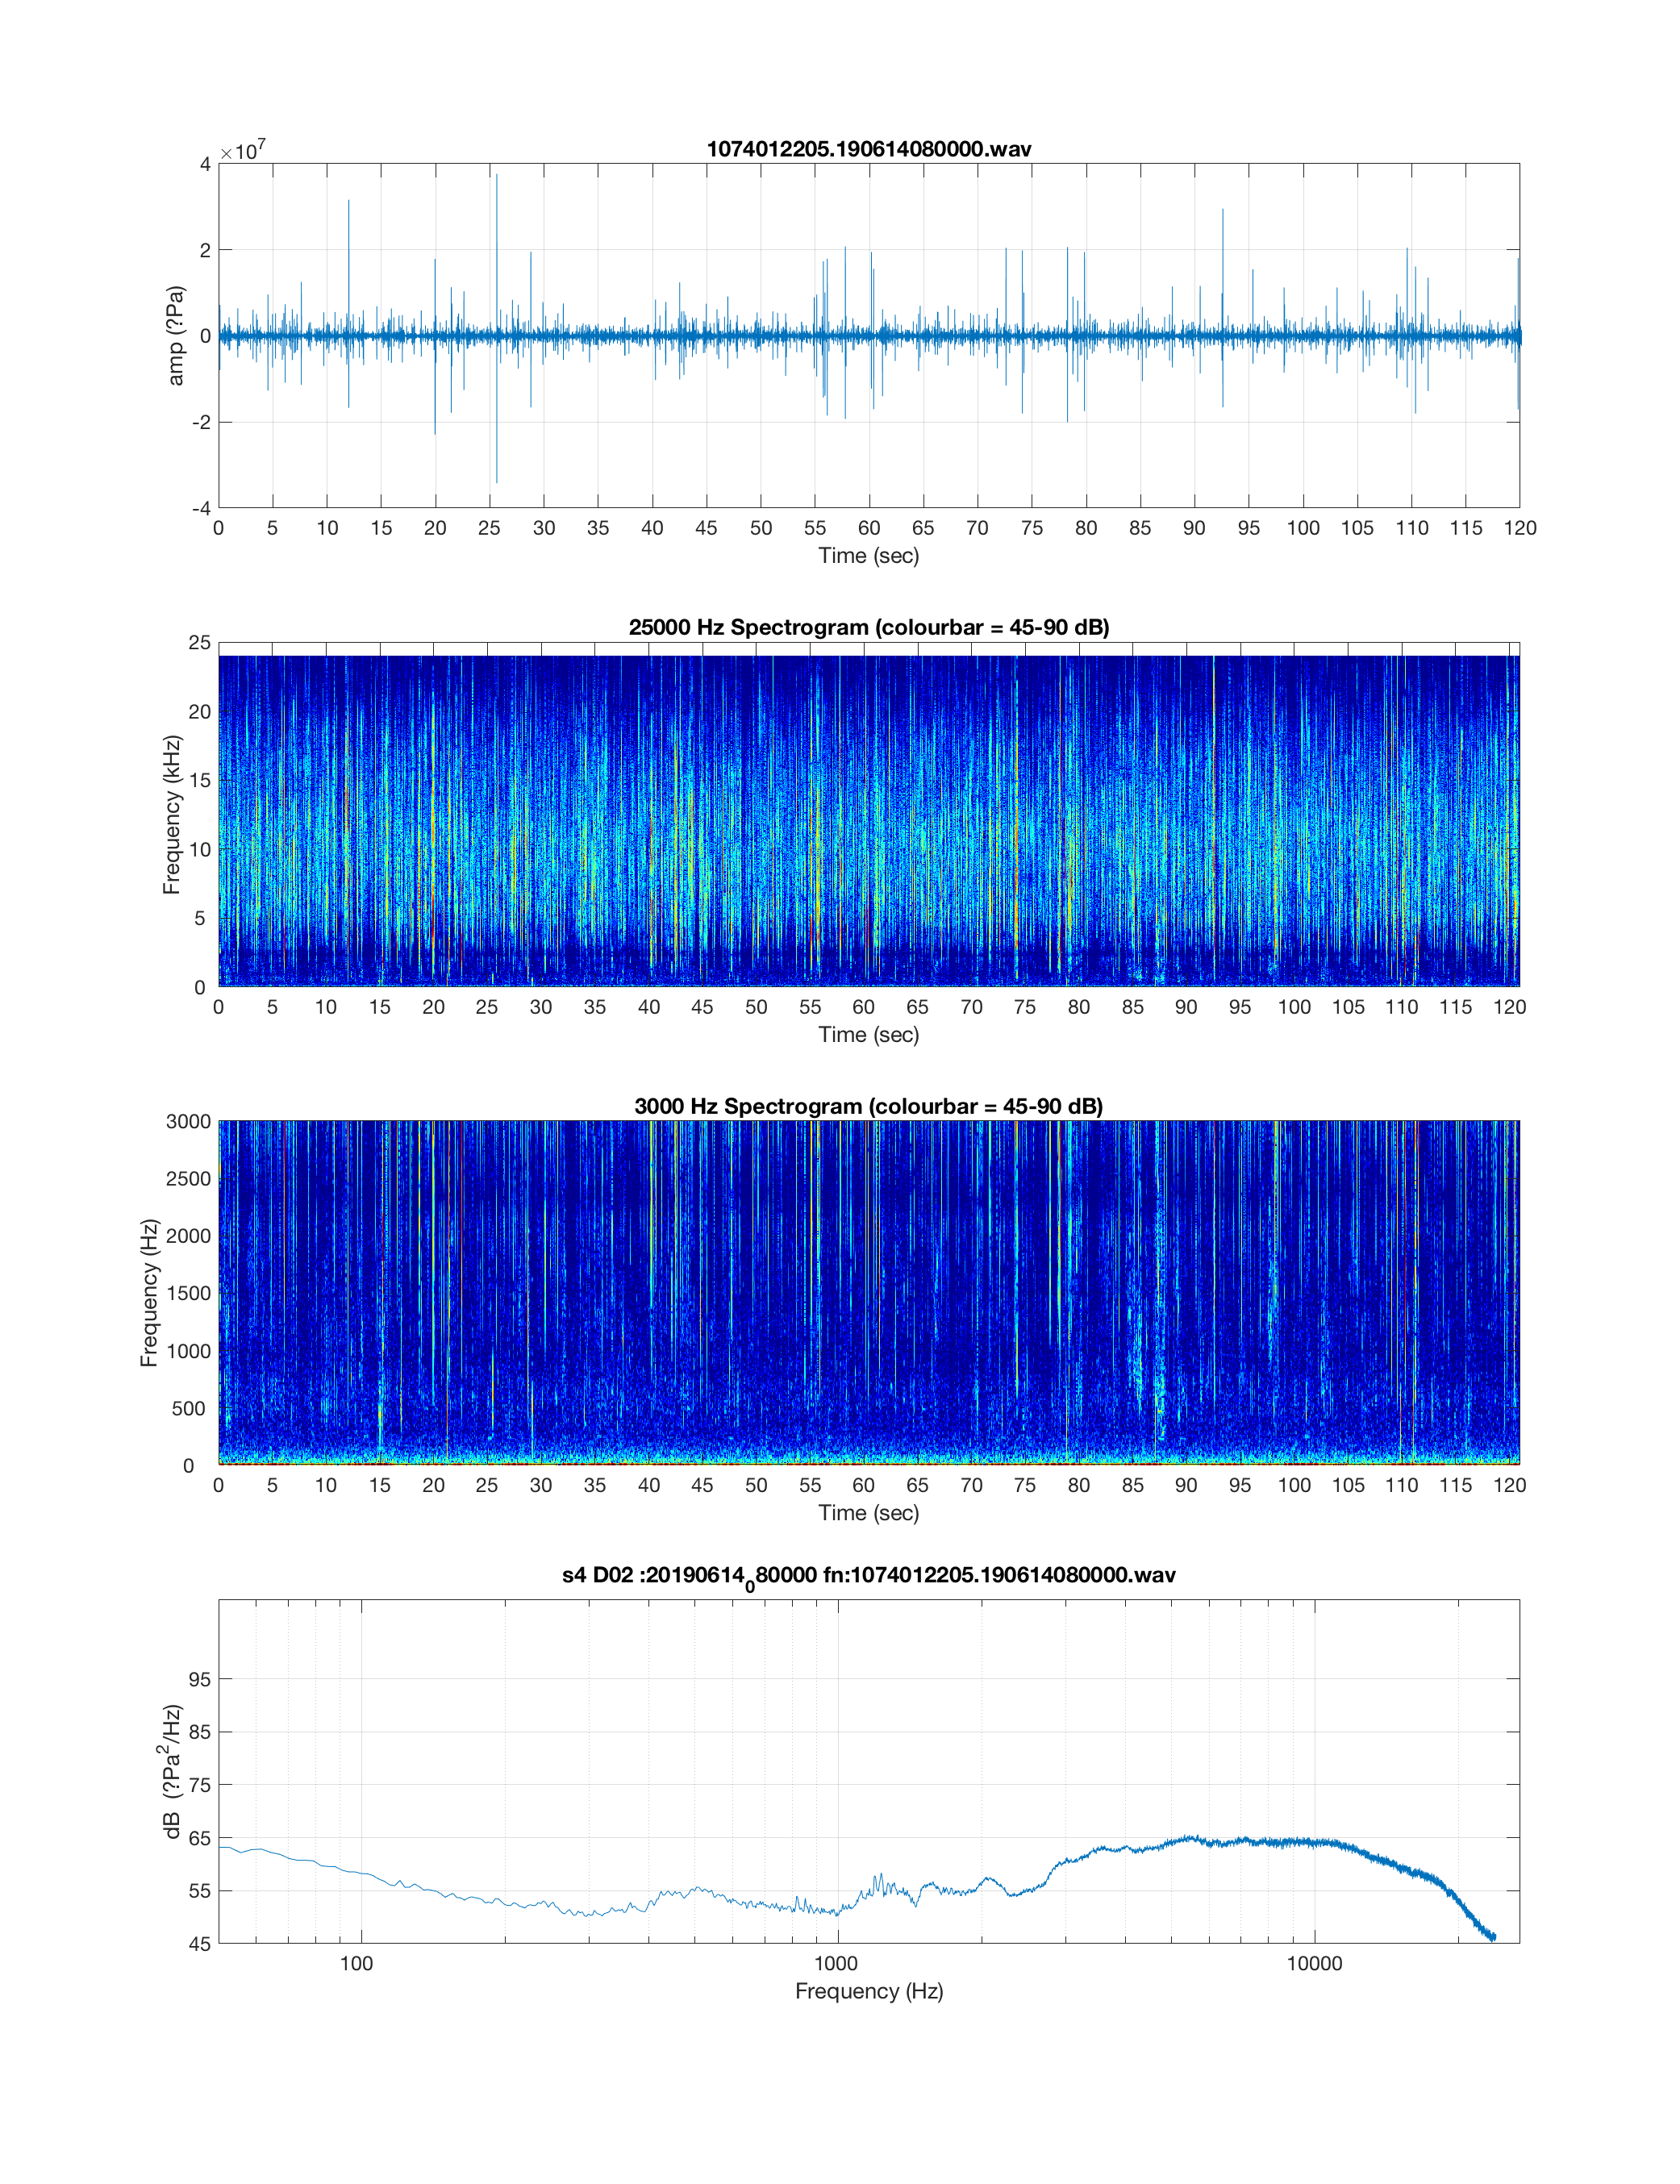 1074012205.190614080000.wav
×10⁷
4
2
0
-2
-4
amp (?Pa)
0 5 10 15 20 25 30 35 40 45 50 55 60 65 70 75 80 85 90 95 100 105 110 115 120
Time (sec)
25000 Hz Spectrogram (colourbar = 45-90 dB)
25
20
15
10
5
0
Frequency (kHz)
0 5 10 15 20 25 30 35 40 45 50 55 60 65 70 75 80 85 90 95 100 105 110 115 120
Time (sec)
3000 Hz Spectrogram (colourbar = 45-90 dB)
3000
2500
2000
1500
1000
500
0
Frequency (Hz)
0 5 10 15 20 25 30 35 40 45 50 55 60 65 70 75 80 85 90 95 100 105 110 115 120
Time (sec)
s4 D02 :20190614₀80000 fn:1074012205.190614080000.wav
95
85
75
65
55
45
dB (?Pa²/Hz)
100 1000 10000
Frequency (Hz)